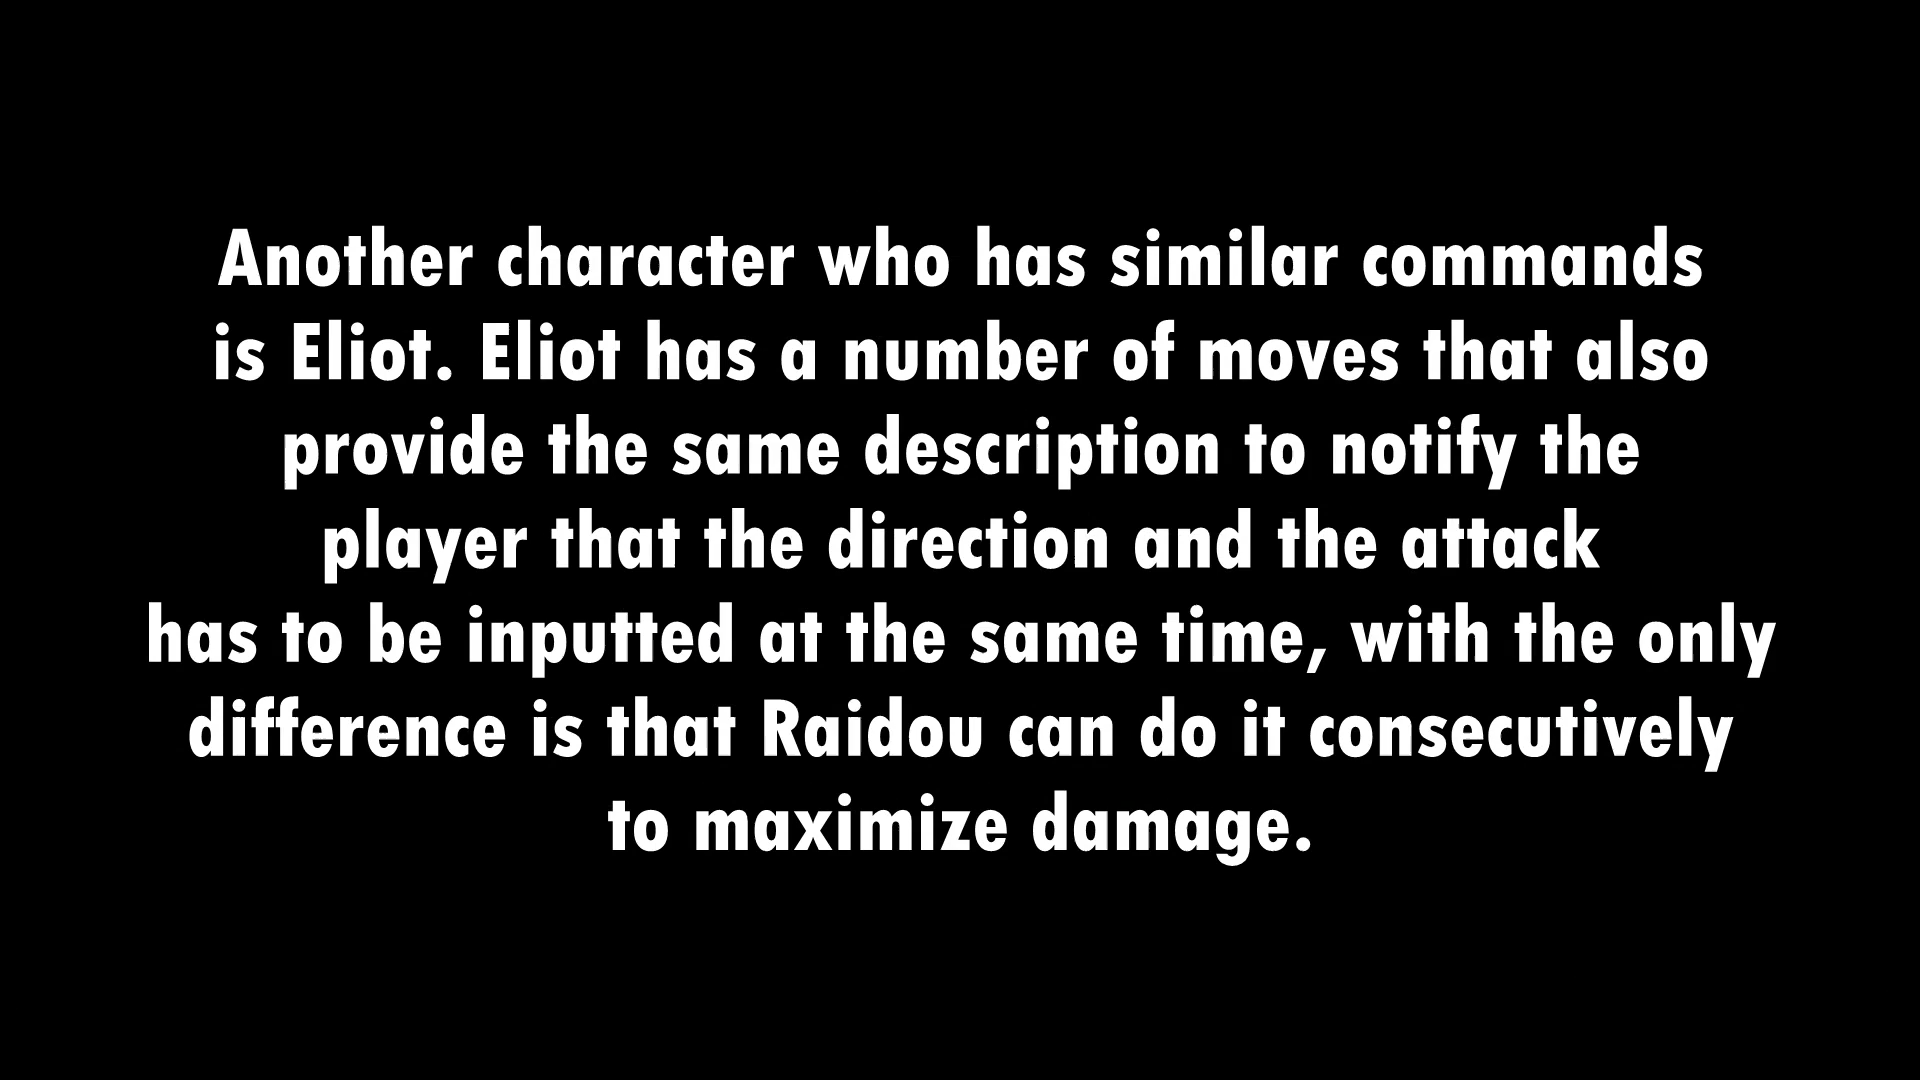 Another character who has similar commands
is Eliot. Eliot has a number of moves that also
provide the same description to notify the
player that the direction and the attack
has to be inputted at the same time, with the only
difference is that Raidou can do it consecutively
to maximize damage.